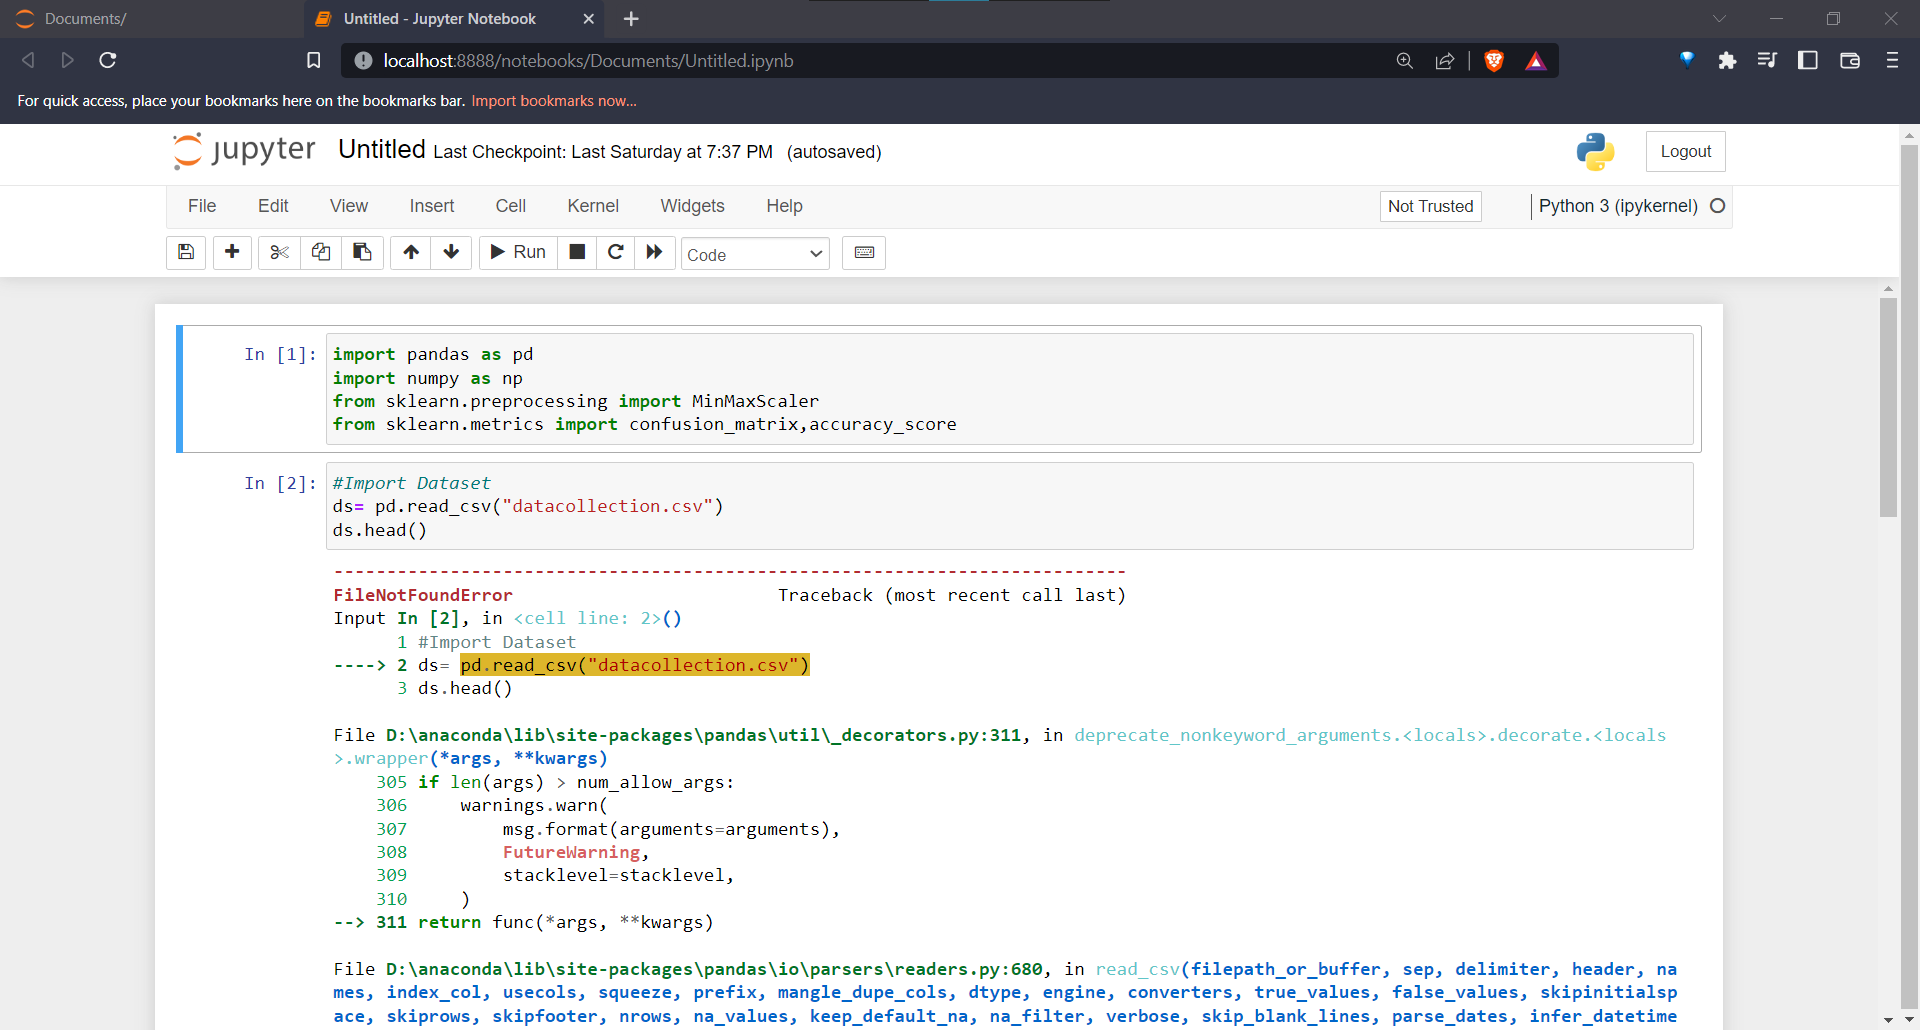 Documents/
Untitled - Jupyter Notebook
localhost:8888/notebooks/Documents/Untitled.ipynb
For quick access, place your bookmarks here on the bookmarks bar. Import bookmarks now...
jupyter Untitled Last Checkpoint: Last Saturday at 7:37 PM (autosaved)
Logout
File Edit View Insert Cell Kernel Widgets Help
Not Trusted
Python 3 (ipykernel)
Run
Code
In [1]: import pandas as pd
import numpy as np
from sklearn.preprocessing import MinMaxScaler
from sklearn.metrics import confusion_matrix,accuracy_score
In [2]: #Import Dataset
ds= pd.read_csv("datacollection.csv")
ds.head()
---------------------------------------------------------------------------
FileNotFoundError                         Traceback (most recent call last)
Input In [2], in <cell line: 2>()
      1 #Import Dataset
----> 2 ds= pd.read_csv("datacollection.csv")
      3 ds.head()
File D:\anaconda\lib\site-packages\pandas\util\_decorators.py:311, in deprecate_nonkeyword_arguments.<locals>.decorate.<locals
>.wrapper(*args, **kwargs)
    305 if len(args) > num_allow_args:
    306     warnings.warn(
    307         msg.format(arguments=arguments),
    308         FutureWarning,
    309         stacklevel=stacklevel,
    310     )
--> 311 return func(*args, **kwargs)
File D:\anaconda\lib\site-packages\pandas\io\parsers\readers.py:680, in read_csv(filepath_or_buffer, sep, delimiter, header, na
mes, index_col, usecols, squeeze, prefix, mangle_dupe_cols, dtype, engine, converters, true_values, false_values, skipinitialsp
ace, skiprows, skipfooter, nrows, na_values, keep_default_na, na_filter, verbose, skip_blank_lines, parse_dates, infer_datetime